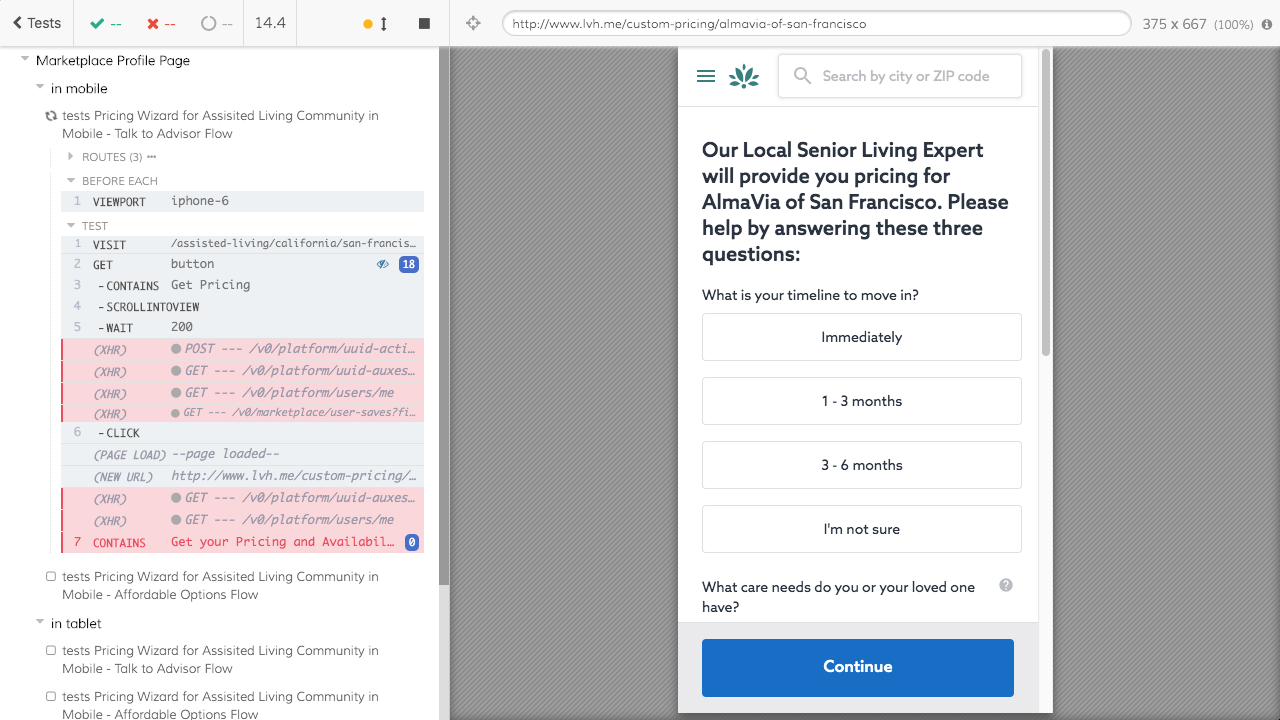 Tests
--
--
--
14.4
http://www.lvh.me/custom-pricing/almavia-of-san-francisco
375 x 667 (100%)
Marketplace Profile Page
in mobile
tests Pricing Wizard for Assisited Living Community in
Mobile - Talk to Advisor Flow
ROUTES (3)
BEFORE EACH
1 VIEWPORT iphone-6
TEST
1 VISIT /assisted-living/california/san-francis...
2 GET button 18
3 - CONTAINS Get Pricing
4 - SCROLLINTOVIEW
5 - WAIT 200
(XHR) POST --- /v0/platform/uuid-acti...
(XHR) GET --- /v0/platform/uuid-auxes...
(XHR) GET --- /v0/platform/users/me
(XHR) GET --- /v0/marketplace/user-saves?fi...
6 - CLICK
(PAGE LOAD) --page loaded--
(NEW URL) http://www.lvh.me/custom-pricing/...
(XHR) GET --- /v0/platform/uuid-auxes...
(XHR) GET --- /v0/platform/users/me
7 CONTAINS Get your Pricing and Availabil... 0
tests Pricing Wizard for Assisited Living Community in
Mobile - Affordable Options Flow
in tablet
tests Pricing Wizard for Assisited Living Community in
Mobile - Talk to Advisor Flow
tests Pricing Wizard for Assisited Living Community in
Mobile - Affordable Options Flow
Search by city or ZIP code
Our Local Senior Living Expert
will provide you pricing for
AlmaVia of San Francisco. Please
help by answering these three
questions:
What is your timeline to move in?
Immediately
1 - 3 months
3 - 6 months
I'm not sure
What care needs do you or your loved one
have?
Continue